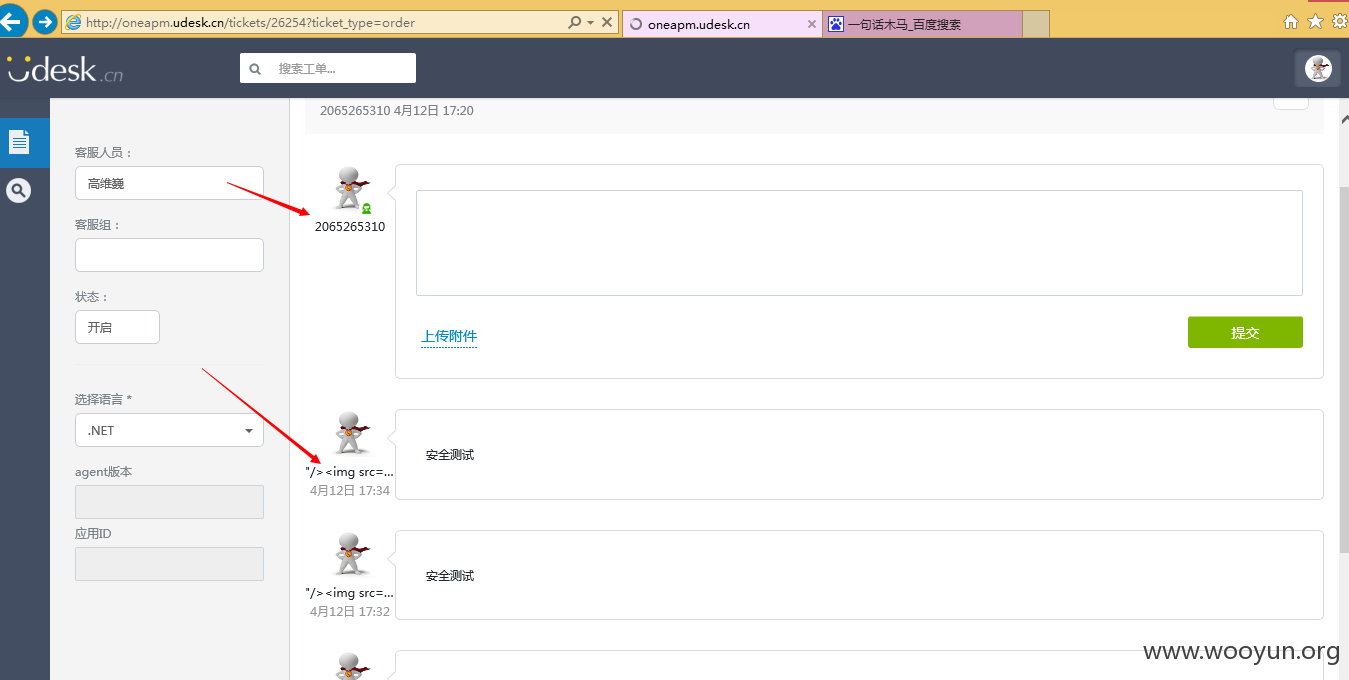 http://oneapm.udesk.cn/tickets/26254?ticket_type=order
oneapm.udesk.cn
一句话木马_百度搜索
udesk.cn
搜索工单...
2065265310 4月12日 17:20
客服人员：
高维巍
客服组：
状态：
开启
选择语言 *
.NET
agent版本
应用ID
2065265310
上传附件
提交
"/><img src=...
4月12日 17:34
安全测试
"/><img src=...
4月12日 17:32
安全测试
www.wooyun.org